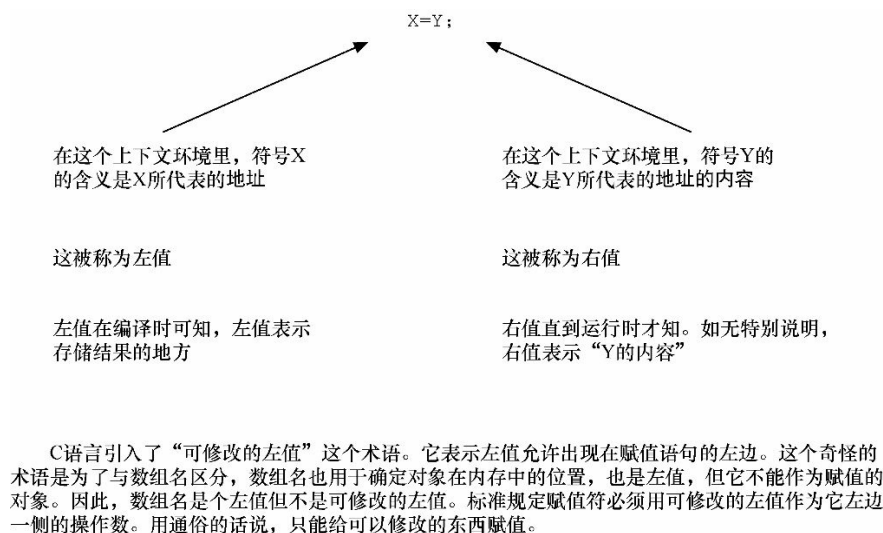 X=Y;
在这个上下文环境里，符号X
的含义是X所代表的地址
在这个上下文环境里，符号Y的
含义是Y所代表的地址的内容
这被称为左值
这被称为右值
左值在编译时可知，左值表示
存储结果的地方
右值直到运行时才知。如无特别说明，
右值表示“Y的内容”
C语言引入了“可修改的左值”这个术语。它表示左值允许出现在赋值语句的左边。这个奇怪的
术语是为了与数组名区分，数组名也用于确定对象在内存中的位置，也是左值，但它不能作为赋值的
对象。因此，数组名是个左值但不是可修改的左值。标准规定赋值符必须用可修改的左值作为它左边
一侧的操作数。用通俗的话说，只能给可以修改的东西赋值。